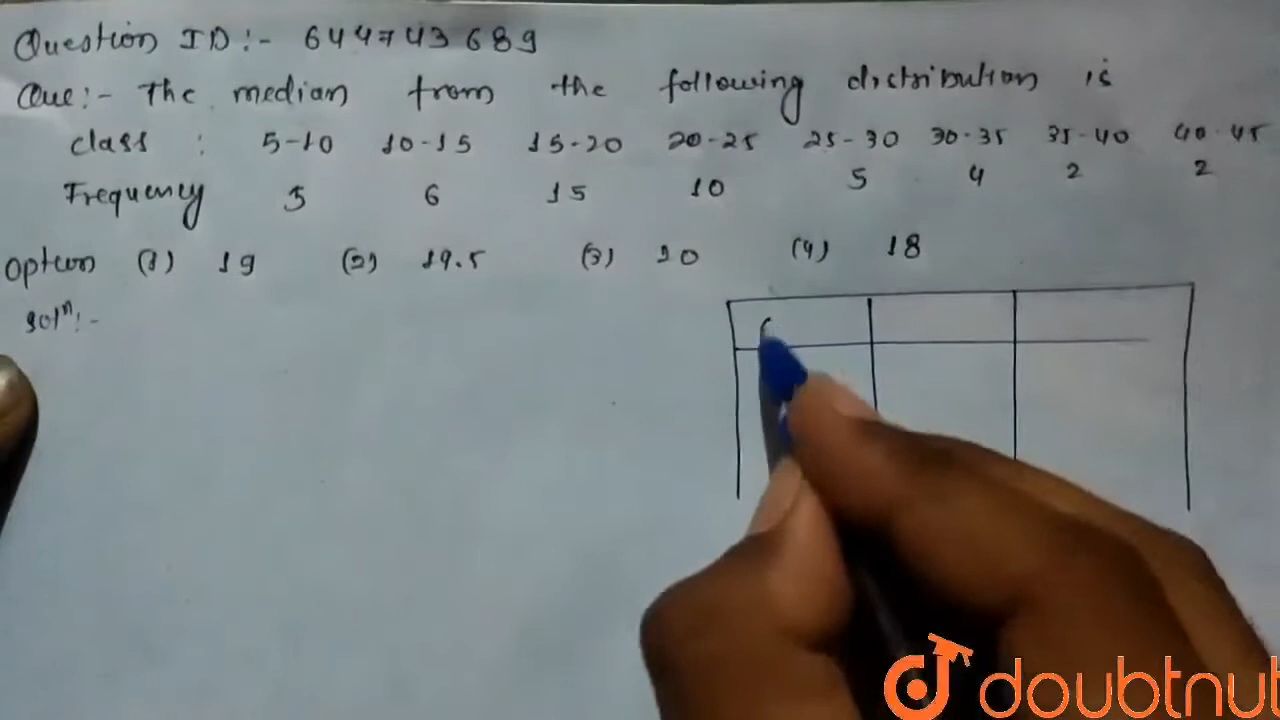 Question ID:- 644743689
Que:- The median from the following distribution is
class : 5-10 10-15 15-20 20-25 25-30 30-35 35-40 40-45
Frequency 5 6 15 10 5 4 2 2
option (1) 19 (2) 19.5 (3) 20 (4) 18
solⁿ:-
doubtnut